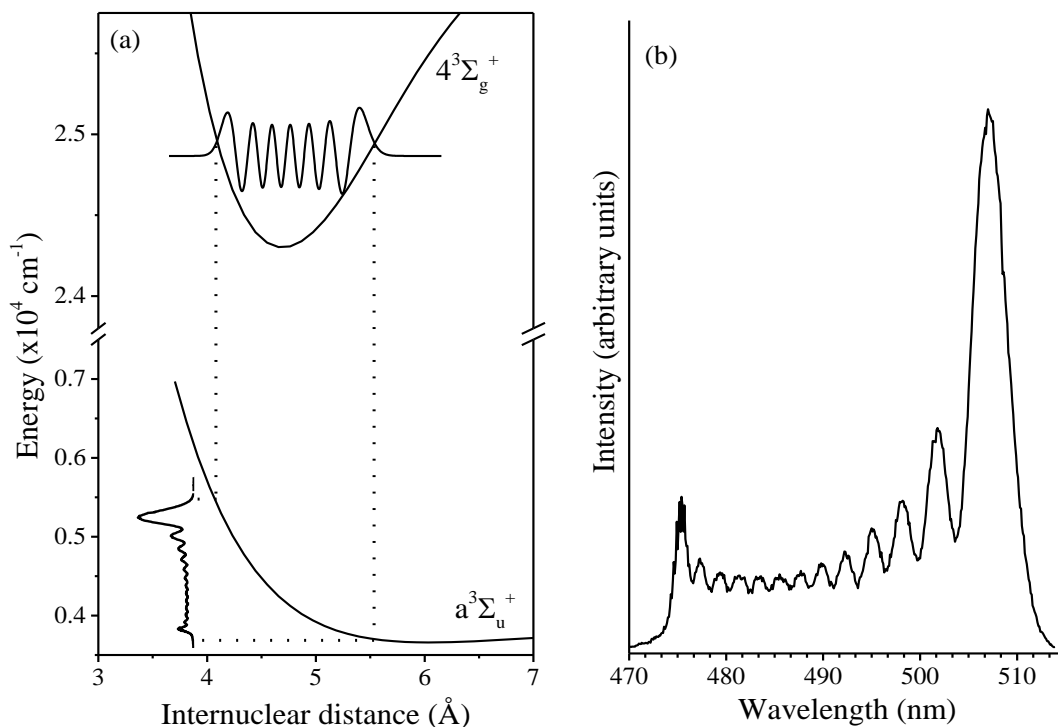 (a)
4³Σg⁺
2.5
2.4
0.7
0.6
0.5
0.4
a³Σu⁺
3 4 5 6 7
Internuclear distance (Å)
Energy (x10⁴ cm⁻¹)
(b)
Intensity (arbitrary units)
470 480 490 500 510
Wavelength (nm)